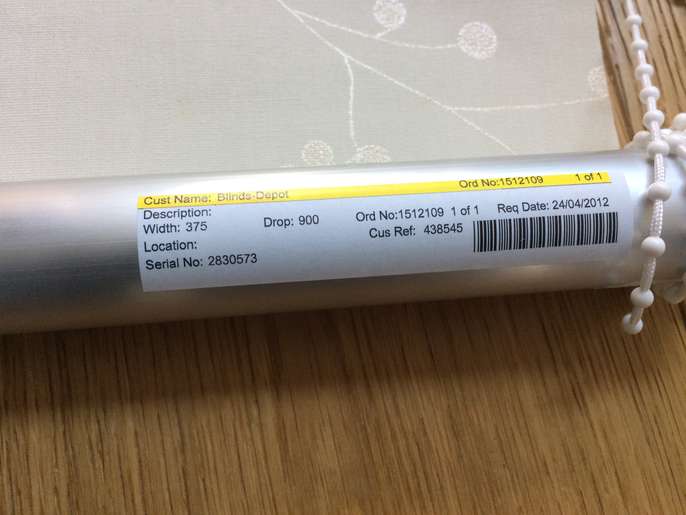 Cust Name: Blinds-Depot Ord No:1512109 1 of 1
Description:
Width: 375 Drop: 900 Ord No:1512109 1 of 1 Req Date: 24/04/2012
Location: Cus Ref: 438545
Serial No: 2830573